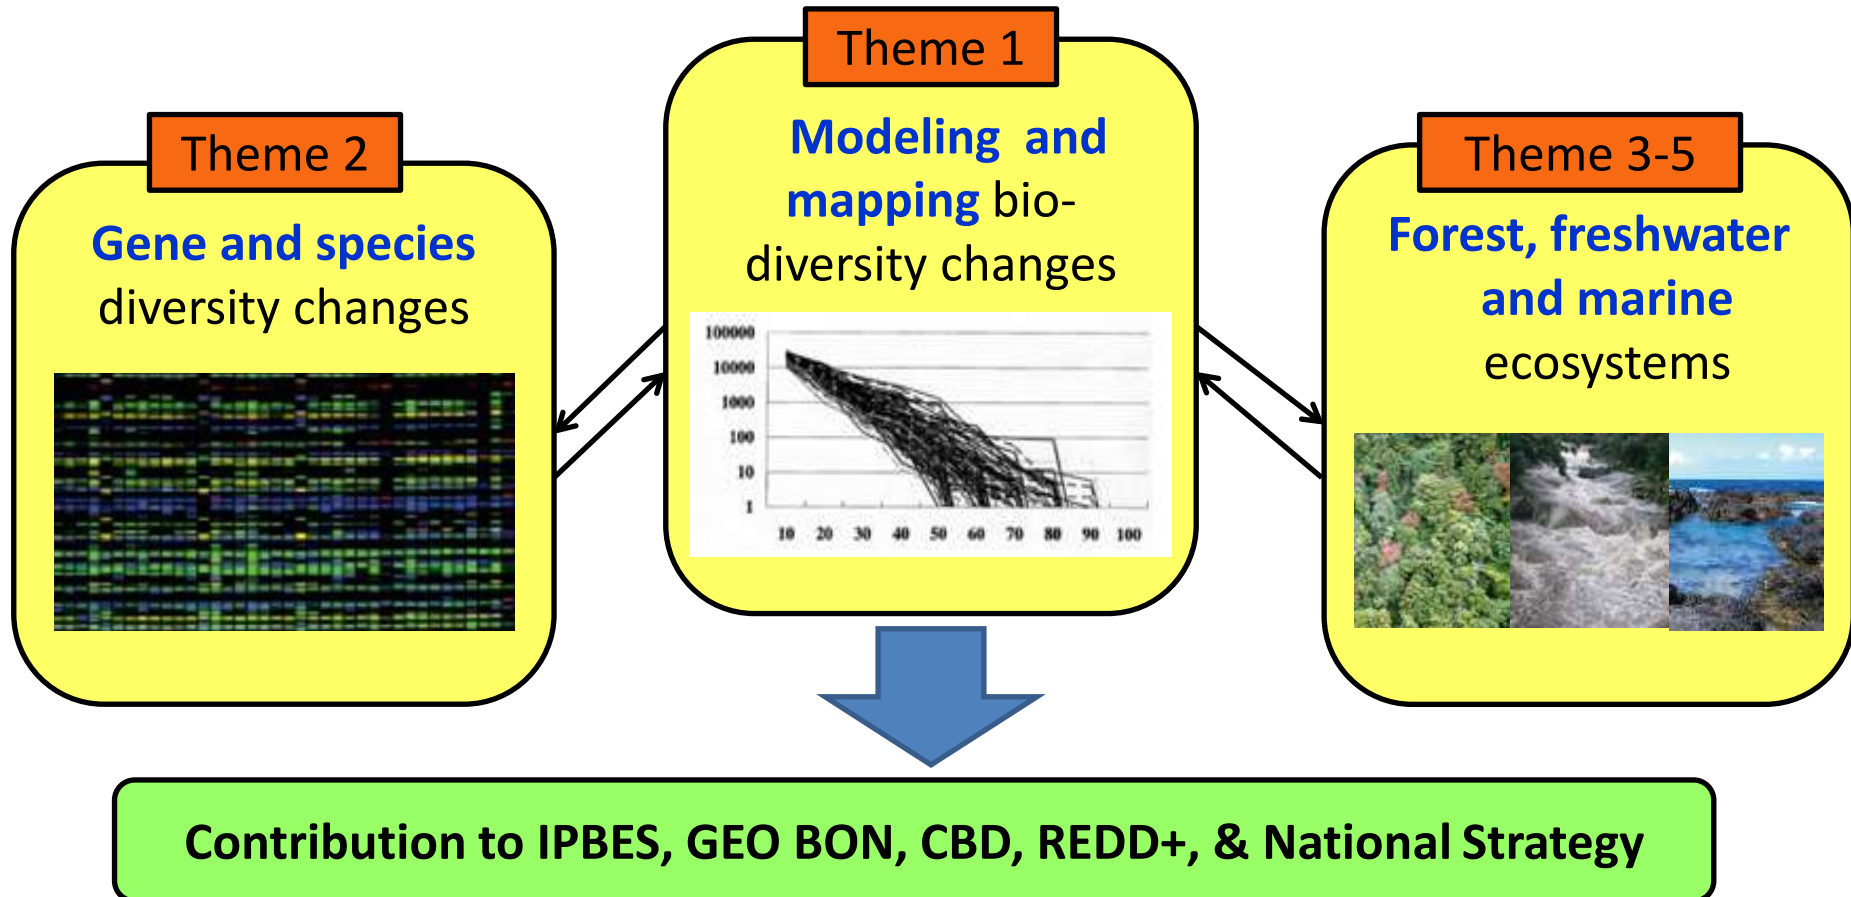 Theme 1
Modeling and
mapping bio-
diversity changes
100000
10000
1000
100
10
1
10 20 30 40 50 60 70 80 90 100
Theme 2
Gene and species
diversity changes
Theme 3-5
Forest, freshwater
and marine
ecosystems
Contribution to IPBES, GEO BON, CBD, REDD+, & National Strategy